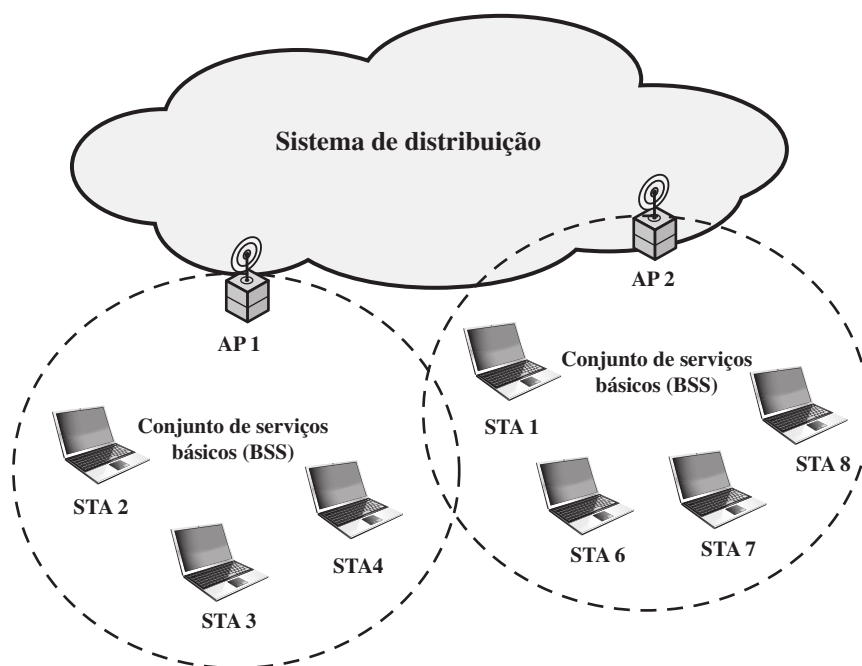 Sistema de distribuição
AP 1
AP 2
Conjunto de serviços
básicos (BSS)
STA 2
STA 3
STA4
Conjunto de serviços
básicos (BSS)
STA 1
STA 6
STA 7
STA 8